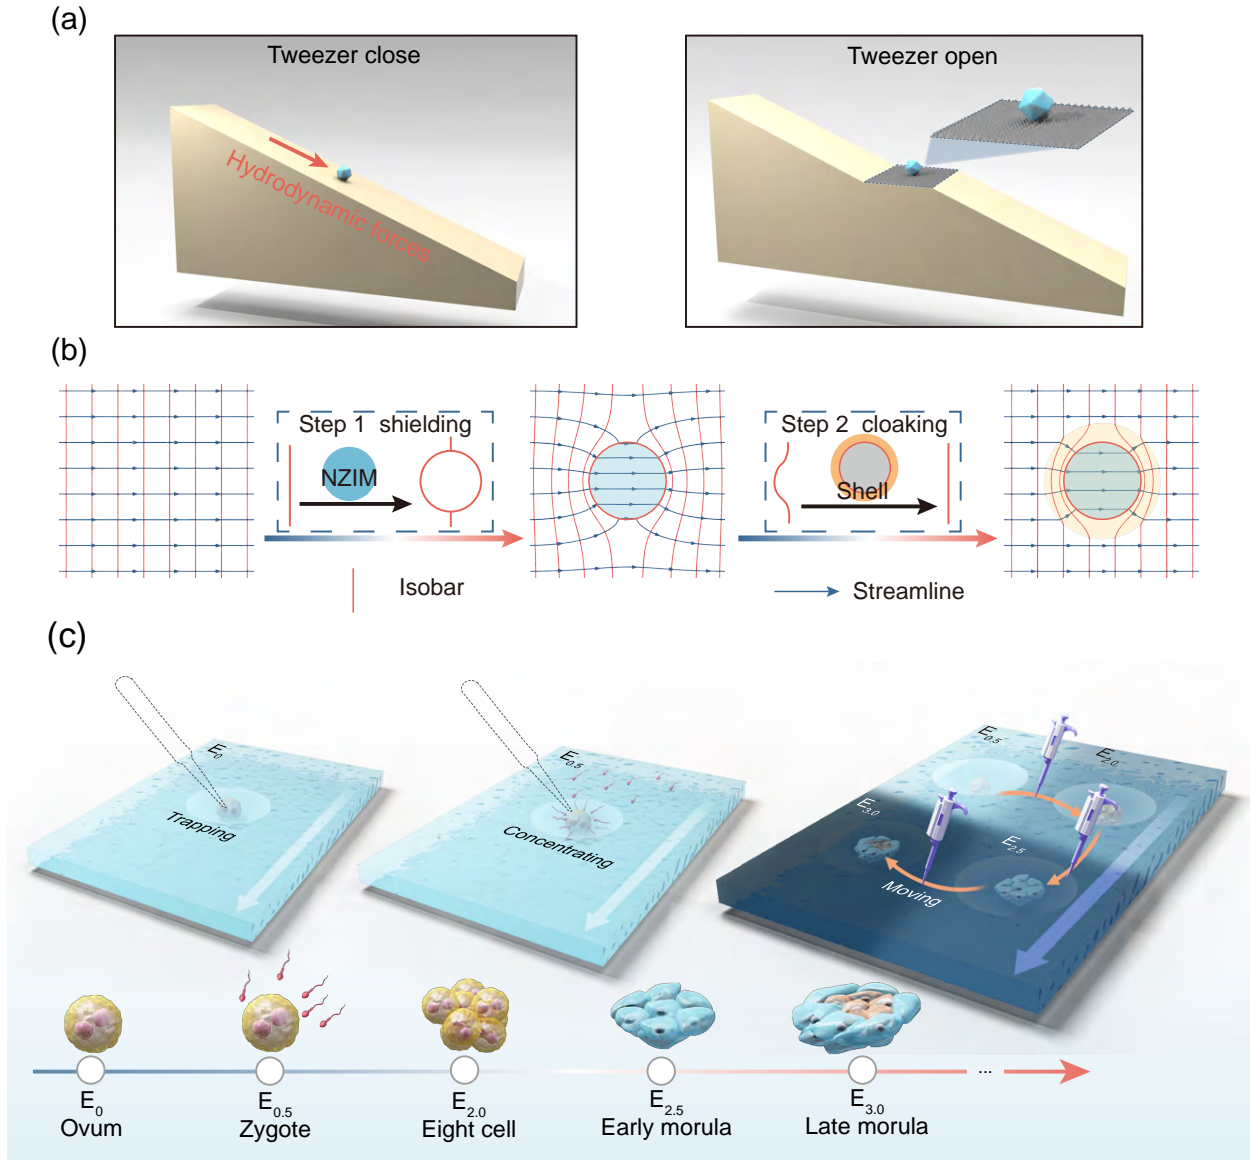 (a)
Tweezer close
Hydrodynamic forces
Tweezer open
(b)
Step 1 shielding
NZIM
Step 2 cloaking
Shell
Isobar
Streamline
(c)
E0
Trapping
E0.5
Concentrating
E0.5
E2.0
E3.0
E2.5
Moving
...
E0
Ovum
E0.5
Zygote
E2.0
Eight cell
E2.5
Early morula
E3.0
Late morula